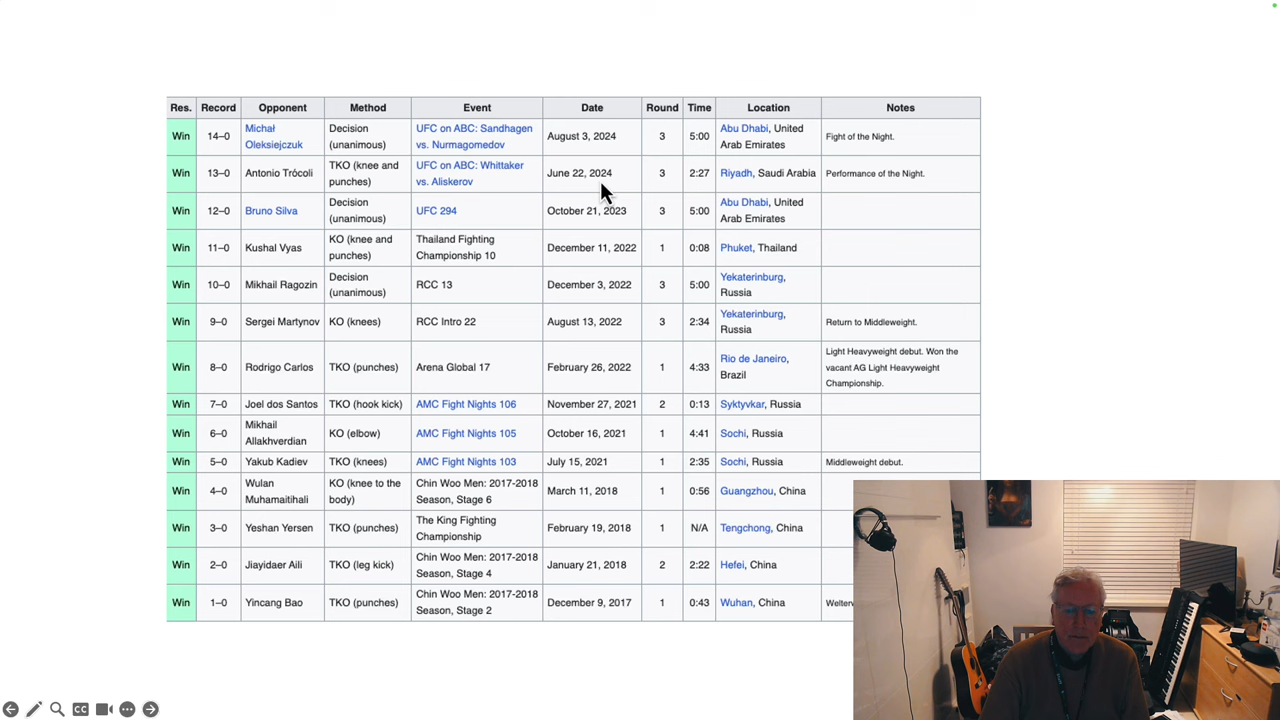 Res. Record Opponent Method Event Date Round Time Location Notes
Win 14–0 Michał Oleksiejczuk Decision (unanimous) UFC on ABC: Sandhagen vs. Nurmagomedov August 3, 2024 3 5:00 Abu Dhabi, United Arab Emirates Fight of the Night.
Win 13–0 Antonio Trócoli TKO (knee and punches) UFC on ABC: Whittaker vs. Aliskerov June 22, 2024 3 2:27 Riyadh, Saudi Arabia Performance of the Night.
Win 12–0 Bruno Silva Decision (unanimous) UFC 294 October 21, 2023 3 5:00 Abu Dhabi, United Arab Emirates
Win 11–0 Kushal Vyas KO (knee and punches) Thailand Fighting Championship 10 December 11, 2022 1 0:08 Phuket, Thailand
Win 10–0 Mikhail Ragozin Decision (unanimous) RCC 13 December 3, 2022 3 5:00 Yekaterinburg, Russia
Win 9–0 Sergei Martynov KO (knees) RCC Intro 22 August 13, 2022 3 2:34 Yekaterinburg, Russia Return to Middleweight.
Win 8–0 Rodrigo Carlos TKO (punches) Arena Global 17 February 26, 2022 1 4:33 Rio de Janeiro, Brazil Light Heavyweight debut. Won the vacant AG Light Heavyweight Championship.
Win 7–0 Joel dos Santos TKO (hook kick) AMC Fight Nights 106 November 27, 2021 2 0:13 Syktyvkar, Russia
Win 6–0 Mikhail Allakhverdian KO (elbow) AMC Fight Nights 105 October 16, 2021 1 4:41 Sochi, Russia
Win 5–0 Yakub Kadiev TKO (knees) AMC Fight Nights 103 July 15, 2021 1 2:35 Sochi, Russia Middleweight debut.
Win 4–0 Wulan Muhamaitihali KO (knee to the body) Chin Woo Men: 2017-2018 Season, Stage 6 March 11, 2018 1 0:56 Guangzhou, China
Win 3–0 Yeshan Yersen TKO (punches) The King Fighting Championship February 19, 2018 1 N/A Tengchong, China
Win 2–0 Jiayidaer Aili TKO (leg kick) Chin Woo Men: 2017-2018 Season, Stage 4 January 21, 2018 2 2:22 Hefei, China
Win 1–0 Yincang Bao TKO (punches) Chin Woo Men: 2017-2018 Season, Stage 2 December 9, 2017 1 0:43 Wuhan, China
CC